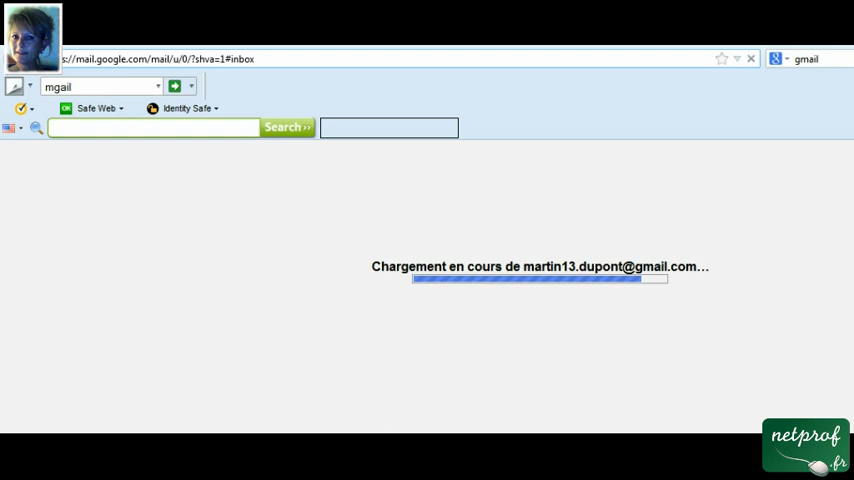 s://mail.google.com/mail/u/0/?shva=1#inbox
gmail
mgail
OK Safe Web
Identity Safe
Search ››
Chargement en cours de martin13.dupont@gmail.com...
netprof
.fr